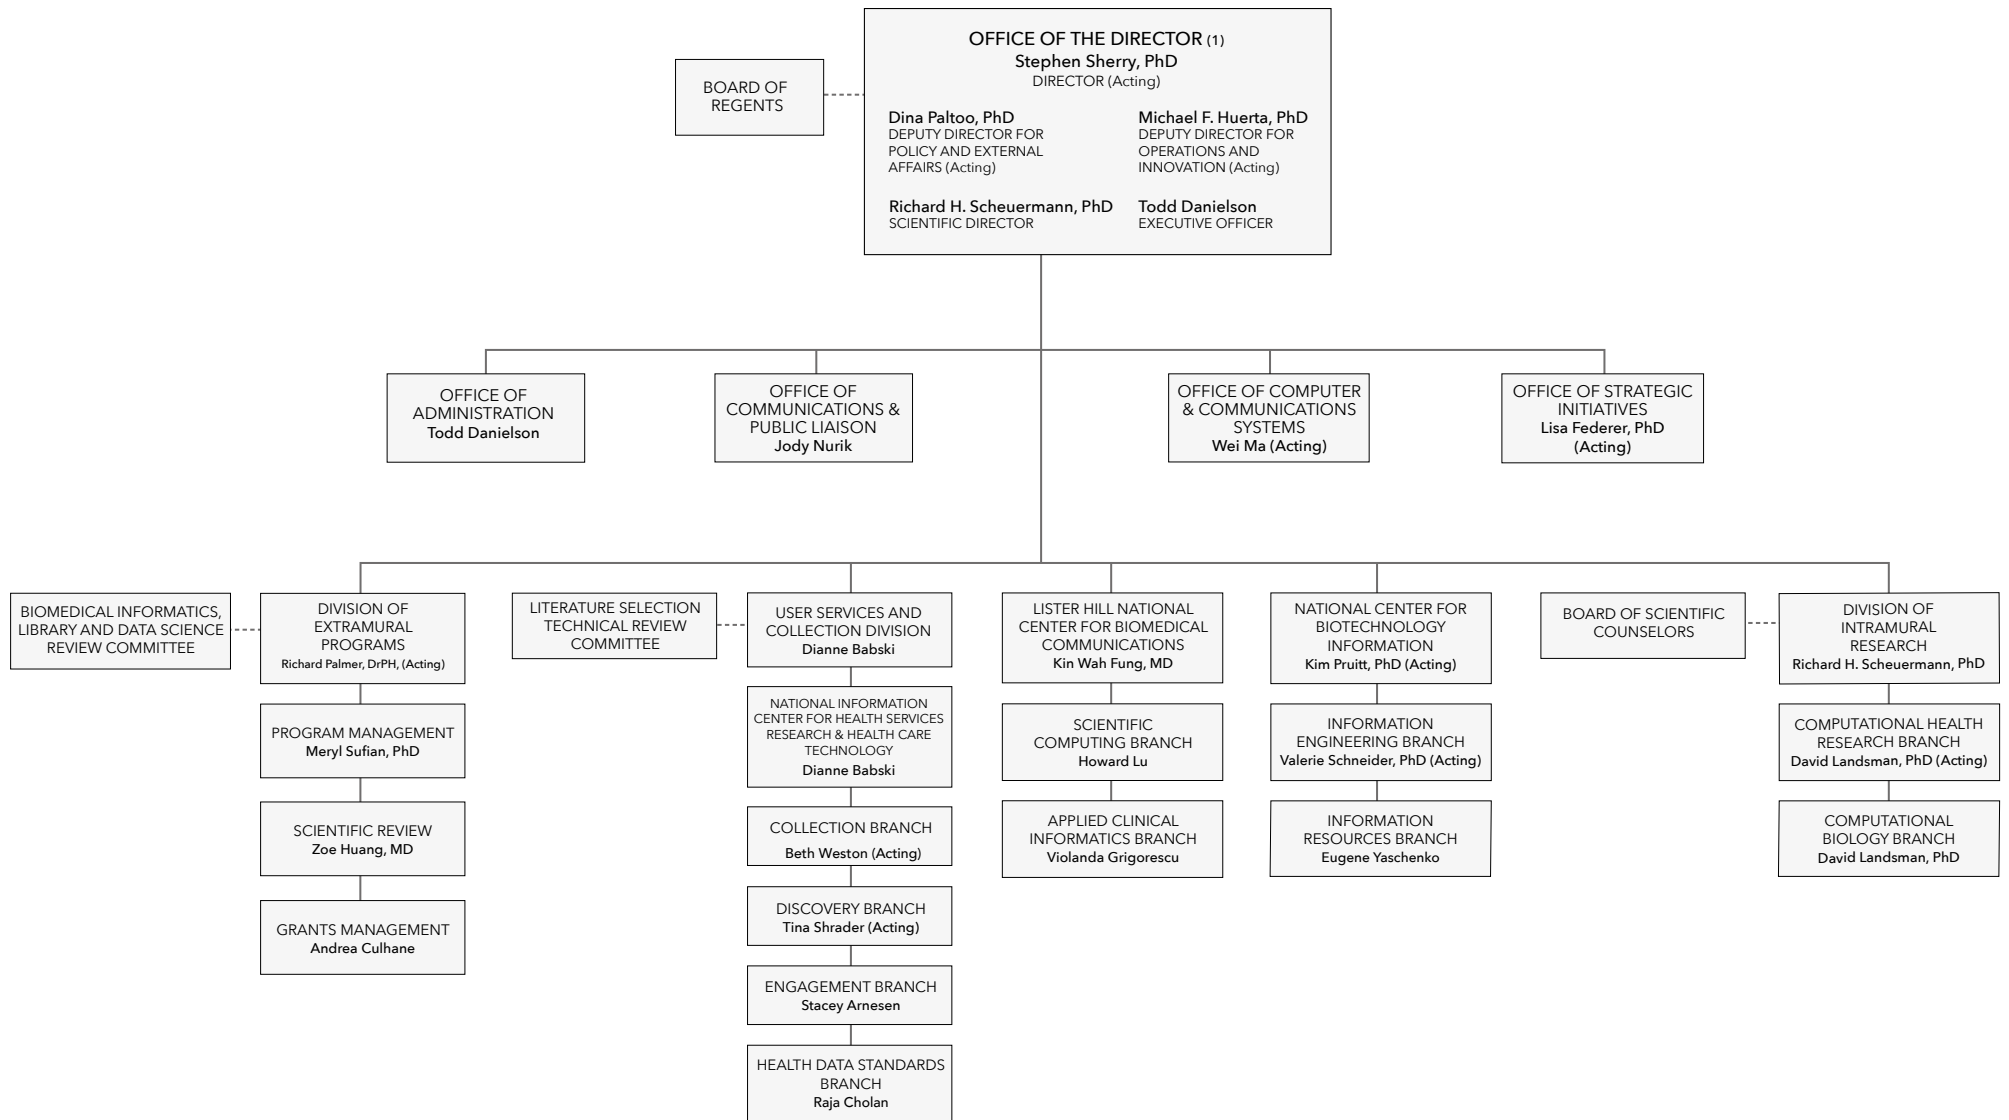 OFFICE OF THE DIRECTOR (1)
Stephen Sherry, PhD
DIRECTOR (Acting)
BOARD OF
REGENTS
Dina Paltoo, PhD
DEPUTY DIRECTOR FOR
POLICY AND EXTERNAL
AFFAIRS (Acting)
Michael F. Huerta, PhD
DEPUTY DIRECTOR FOR
OPERATIONS AND
INNOVATION (Acting)
Richard H. Scheuermann, PhD
SCIENTIFIC DIRECTOR
Todd Danielson
EXECUTIVE OFFICER
OFFICE OF
ADMINISTRATION
Todd Danielson
OFFICE OF
COMMUNICATIONS &
PUBLIC LIAISON
Jody Nurik
OFFICE OF COMPUTER
& COMMUNICATIONS
SYSTEMS
Wei Ma (Acting)
OFFICE OF STRATEGIC
INITIATIVES
Lisa Federer, PhD
(Acting)
BIOMEDICAL INFORMATICS,
LIBRARY AND DATA SCIENCE
REVIEW COMMITTEE
DIVISION OF
EXTRAMURAL
PROGRAMS
Richard Palmer, DrPH, (Acting)
PROGRAM MANAGEMENT
Meryl Sufian, PhD
SCIENTIFIC REVIEW
Zoe Huang, MD
GRANTS MANAGEMENT
Andrea Culhane
LITERATURE SELECTION
TECHNICAL REVIEW
COMMITTEE
USER SERVICES AND
COLLECTION DIVISION
Dianne Babski
NATIONAL INFORMATION
CENTER FOR HEALTH SERVICES
RESEARCH & HEALTH CARE
TECHNOLOGY
Dianne Babski
COLLECTION BRANCH
Beth Weston (Acting)
DISCOVERY BRANCH
Tina Shrader (Acting)
ENGAGEMENT BRANCH
Stacey Arnesen
HEALTH DATA STANDARDS
BRANCH
Raja Cholan
LISTER HILL NATIONAL
CENTER FOR BIOMEDICAL
COMMUNICATIONS
Kin Wah Fung, MD
SCIENTIFIC
COMPUTING BRANCH
Howard Lu
APPLIED CLINICAL
INFORMATICS BRANCH
Violanda Grigorescu
NATIONAL CENTER FOR
BIOTECHNOLOGY
INFORMATION
Kim Pruitt, PhD (Acting)
INFORMATION
ENGINEERING BRANCH
Valerie Schneider, PhD (Acting)
INFORMATION
RESOURCES BRANCH
Eugene Yaschenko
BOARD OF SCIENTIFIC
COUNSELORS
DIVISION OF
INTRAMURAL
RESEARCH
Richard H. Scheuermann, PhD
COMPUTATIONAL HEALTH
RESEARCH BRANCH
David Landsman, PhD (Acting)
COMPUTATIONAL
BIOLOGY BRANCH
David Landsman, PhD